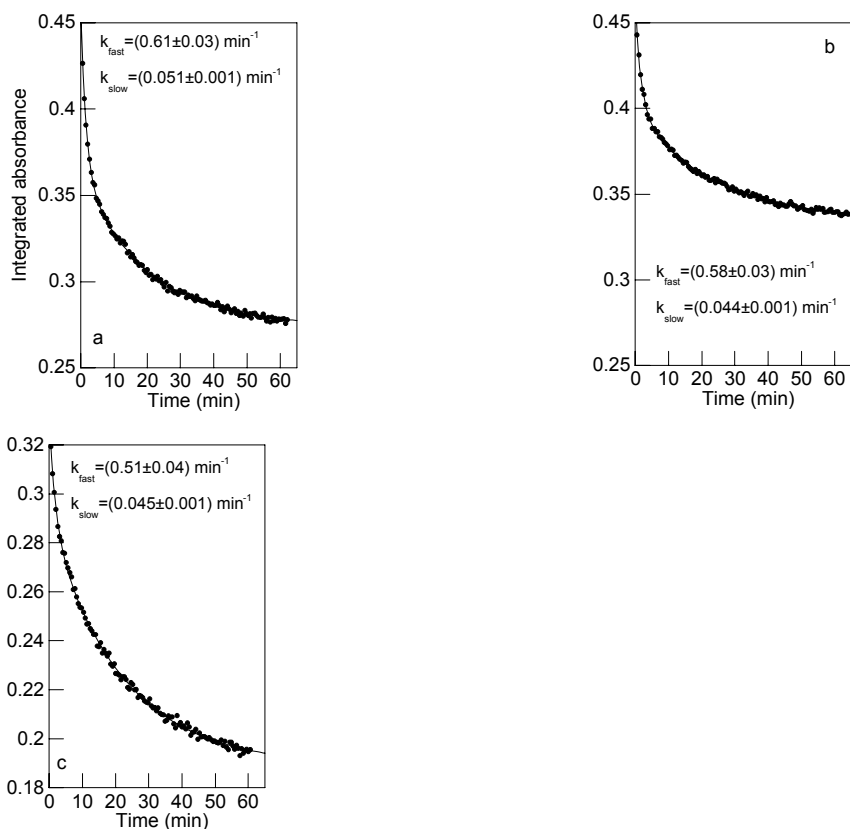 0.45
k_fast=(0.61±0.03) min⁻¹
k_slow=(0.051±0.001) min⁻¹
0.4
0.35
0.3
0.25
Integrated absorbance
a
0 10 20 30 40 50 60
Time (min)
0.45
b
0.4
0.35
0.3
k_fast=(0.58±0.03) min⁻¹
k_slow=(0.044±0.001) min⁻¹
0.25
0 10 20 30 40 50 60
Time (min)
0.32
k_fast=(0.51±0.04) min⁻¹
0.3
k_slow=(0.045±0.001) min⁻¹
0.28
0.26
0.24
0.22
0.2
c
0.18
0 10 20 30 40 50 60
Time (min)